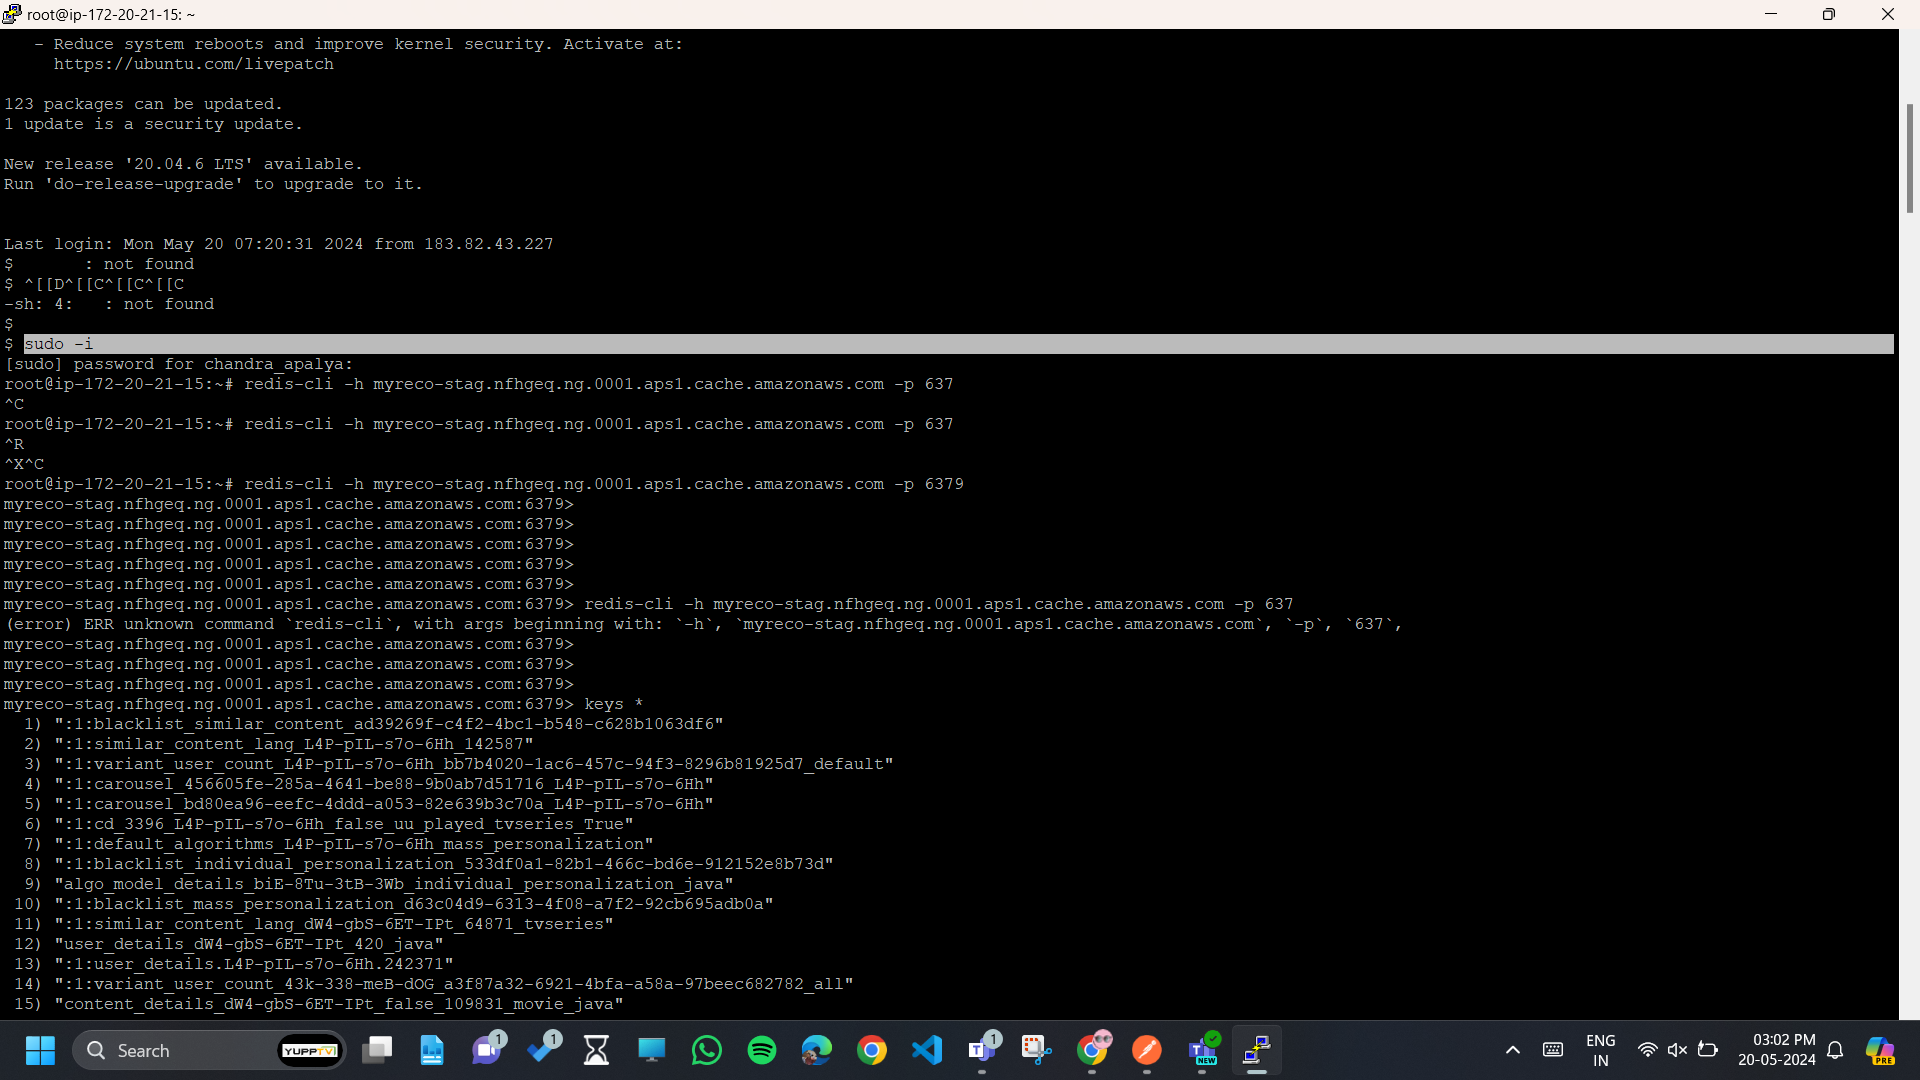 root@ip-172-20-21-15: ~
- Reduce system reboots and improve kernel security. Activate at:
https://ubuntu.com/livepatch
123 packages can be updated.
1 update is a security update.
New release '20.04.6 LTS' available.
Run 'do-release-upgrade' to upgrade to it.
Last login: Mon May 20 07:20:31 2024 from 183.82.43.227
$       : not found
$ ^[[D^[[C^[[C^[[C
-sh: 4:   : not found
$
$ sudo -i
[sudo] password for chandra_apalya:
root@ip-172-20-21-15:~# redis-cli -h myreco-stag.nfhgeq.ng.0001.aps1.cache.amazonaws.com -p 637
^C
root@ip-172-20-21-15:~# redis-cli -h myreco-stag.nfhgeq.ng.0001.aps1.cache.amazonaws.com -p 637
^R
^X^C
root@ip-172-20-21-15:~# redis-cli -h myreco-stag.nfhgeq.ng.0001.aps1.cache.amazonaws.com -p 6379
myreco-stag.nfhgeq.ng.0001.aps1.cache.amazonaws.com:6379>
myreco-stag.nfhgeq.ng.0001.aps1.cache.amazonaws.com:6379>
myreco-stag.nfhgeq.ng.0001.aps1.cache.amazonaws.com:6379>
myreco-stag.nfhgeq.ng.0001.aps1.cache.amazonaws.com:6379>
myreco-stag.nfhgeq.ng.0001.aps1.cache.amazonaws.com:6379>
myreco-stag.nfhgeq.ng.0001.aps1.cache.amazonaws.com:6379> redis-cli -h myreco-stag.nfhgeq.ng.0001.aps1.cache.amazonaws.com -p 637
(error) ERR unknown command `redis-cli`, with args beginning with: `-h`, `myreco-stag.nfhgeq.ng.0001.aps1.cache.amazonaws.com`, `-p`, `637`,
myreco-stag.nfhgeq.ng.0001.aps1.cache.amazonaws.com:6379>
myreco-stag.nfhgeq.ng.0001.aps1.cache.amazonaws.com:6379>
myreco-stag.nfhgeq.ng.0001.aps1.cache.amazonaws.com:6379>
myreco-stag.nfhgeq.ng.0001.aps1.cache.amazonaws.com:6379> keys *
1) ":1:blacklist_similar_content_ad39269f-c4f2-4bc1-b548-c628b1063df6"
2) ":1:similar_content_lang_L4P-pIL-s7o-6Hh_142587"
3) ":1:variant_user_count_L4P-pIL-s7o-6Hh_bb7b4020-1ac6-457c-94f3-8296b81925d7_default"
4) ":1:carousel_456605fe-285a-4641-be88-9b0ab7d51716_L4P-pIL-s7o-6Hh"
5) ":1:carousel_bd80ea96-eefc-4ddd-a053-82e639b3c70a_L4P-pIL-s7o-6Hh"
6) ":1:cd_3396_L4P-pIL-s7o-6Hh_false_uu_played_tvseries_True"
7) ":1:default_algorithms_L4P-pIL-s7o-6Hh_mass_personalization"
8) ":1:blacklist_individual_personalization_533df0a1-82b1-466c-bd6e-912152e8b73d"
9) "algo_model_details_biE-8Tu-3tB-3Wb_individual_personalization_java"
10) ":1:blacklist_mass_personalization_d63c04d9-6313-4f08-a7f2-92cb695adb0a"
11) ":1:similar_content_lang_dW4-gbS-6ET-IPt_64871_tvseries"
12) "user_details_dW4-gbS-6ET-IPt_420_java"
13) ":1:user_details.L4P-pIL-s7o-6Hh.242371"
14) ":1:variant_user_count_43k-338-meB-dOG_a3f87a32-6921-4bfa-a58a-97beec682782_all"
15) "content_details_dW4-gbS-6ET-IPt_false_109831_movie_java"
Search
YUPPTV
1
1
1
NEW
ENG
IN
03:02 PM
20-05-2024
PRE